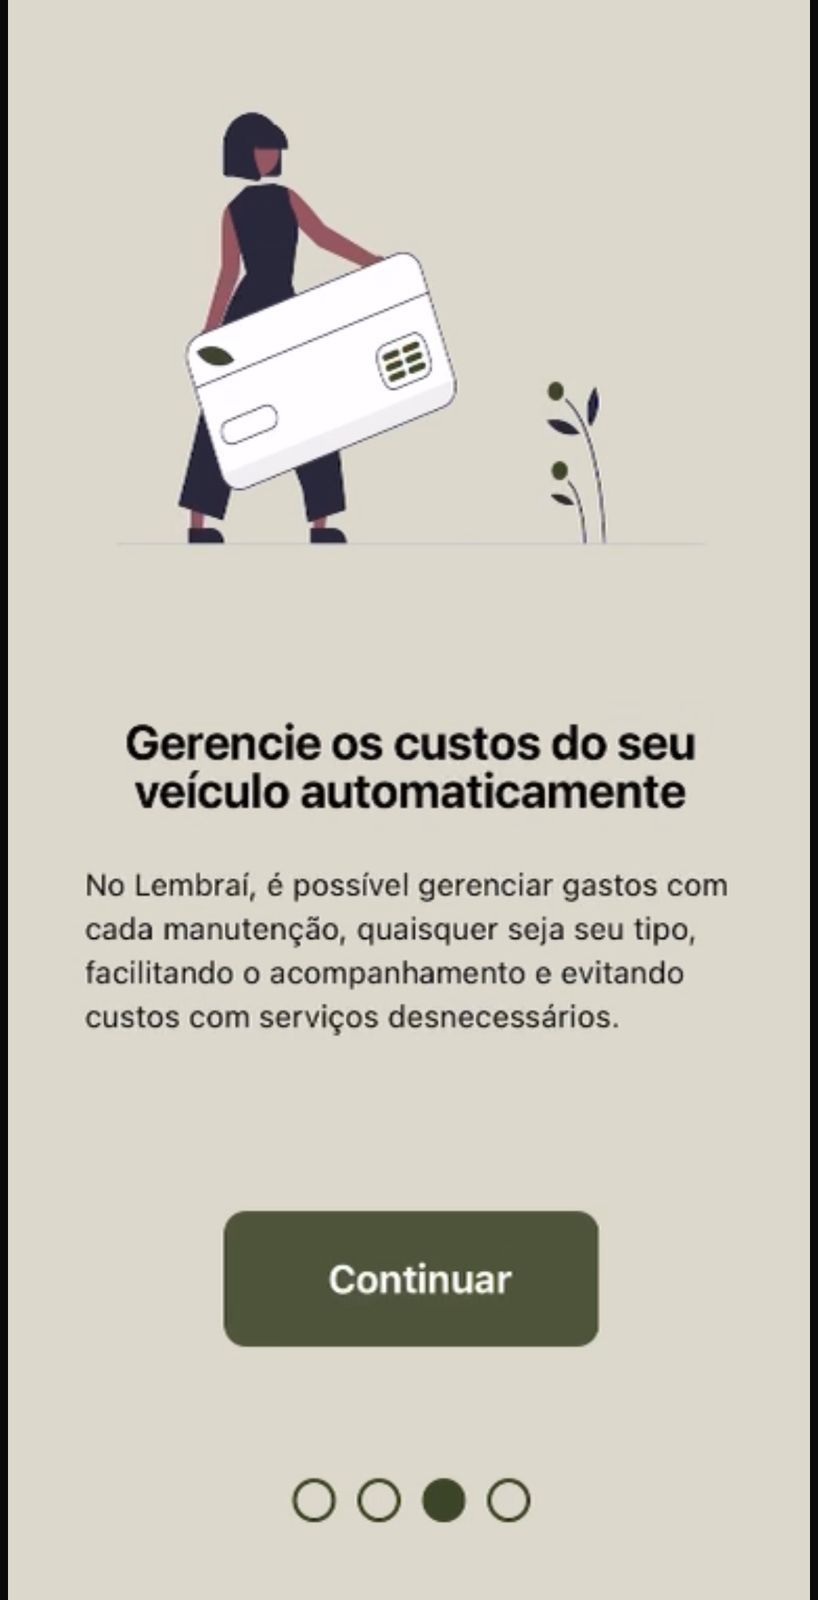 Gerencie os custos do seu
veículo automaticamente
No Lembraí, é possível gerenciar gastos com
cada manutenção, quaisquer seja seu tipo,
facilitando o acompanhamento e evitando
custos com serviços desnecessários.
Continuar